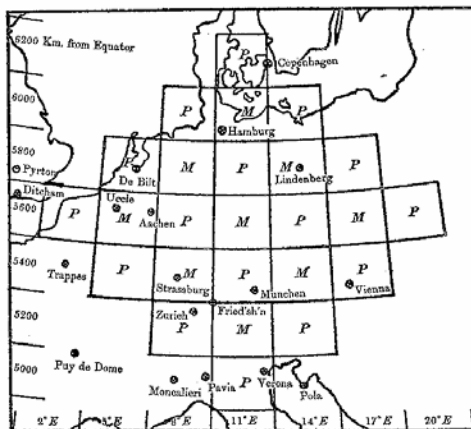 6200 Km. from Equator
P
Copenhagen
6000
P M P
Hamburg
5800
Pyrton
P P M M P
De Bilt
Lindenberg
Ditcham
Uccle
5600
P M P M M M P
Aachen
5400
Trappes
P M M M P
Strassburg
München
Vienna
Zurich
Fried'sh'n
5200
P M P
Puy de Dome
5000
Moncalieri
Pavia
P
Verona
Pola
2°E 5°E 8°E 11°E 14°E 17°E 20°E